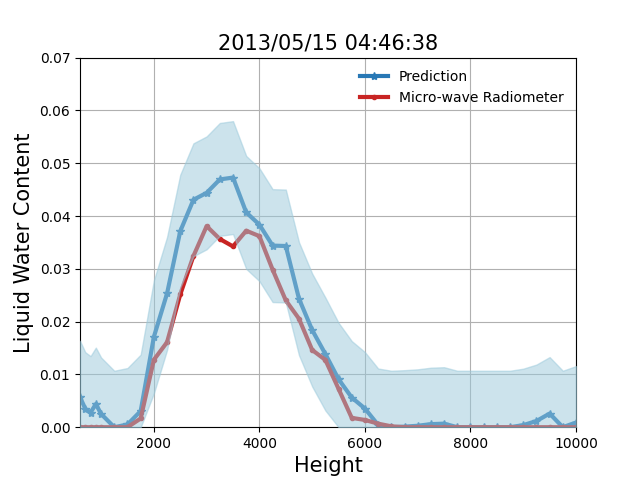 2013/05/15 04:46:38
0.07
0.06
0.05
0.04
0.03
0.02
0.01
0.00
Liquid Water Content
Prediction
Micro-wave Radiometer
2000 4000 6000 8000 10000
Height